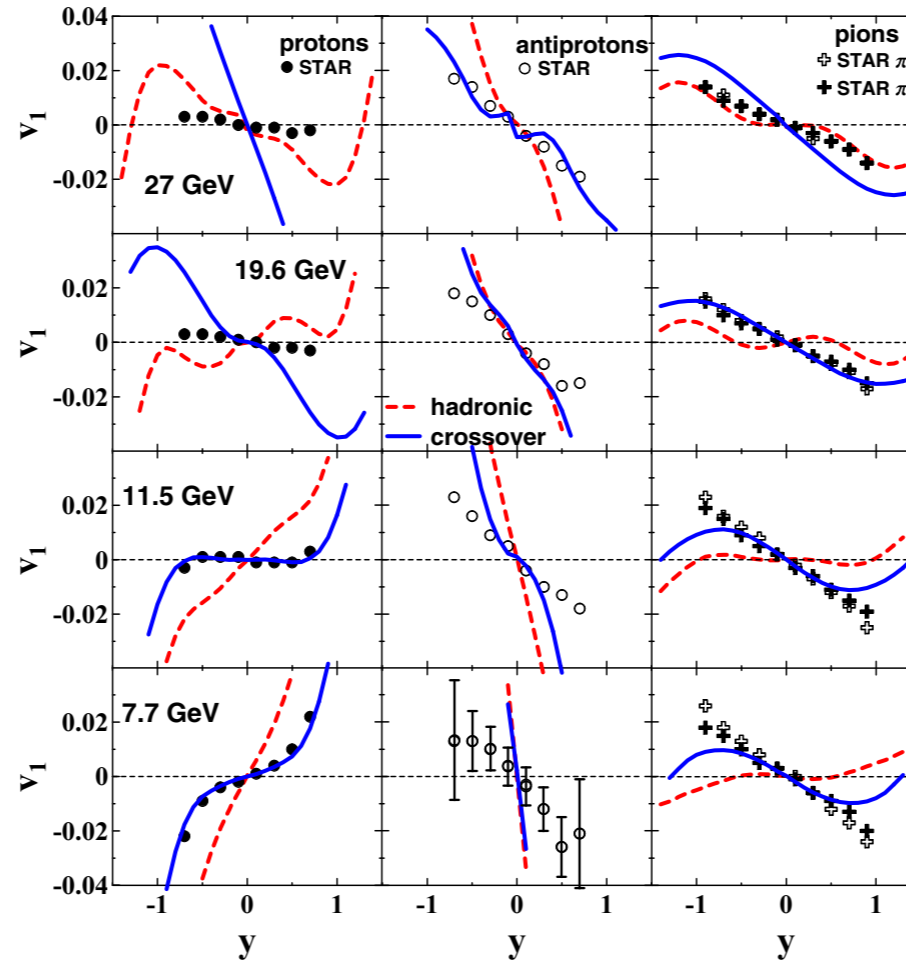 0.04
0.02
0
-0.02
v₁
27 GeV
protons
STAR
antiprotons
STAR
pions
STAR π
STAR π
0.02
0
-0.02
v₁
19.6 GeV
hadronic
crossover
0.02
0
-0.02
v₁
11.5 GeV
0.02
0
-0.02
-0.04
v₁
7.7 GeV
-1 0 1
-1 0 1
-1 0 1
y
y
y